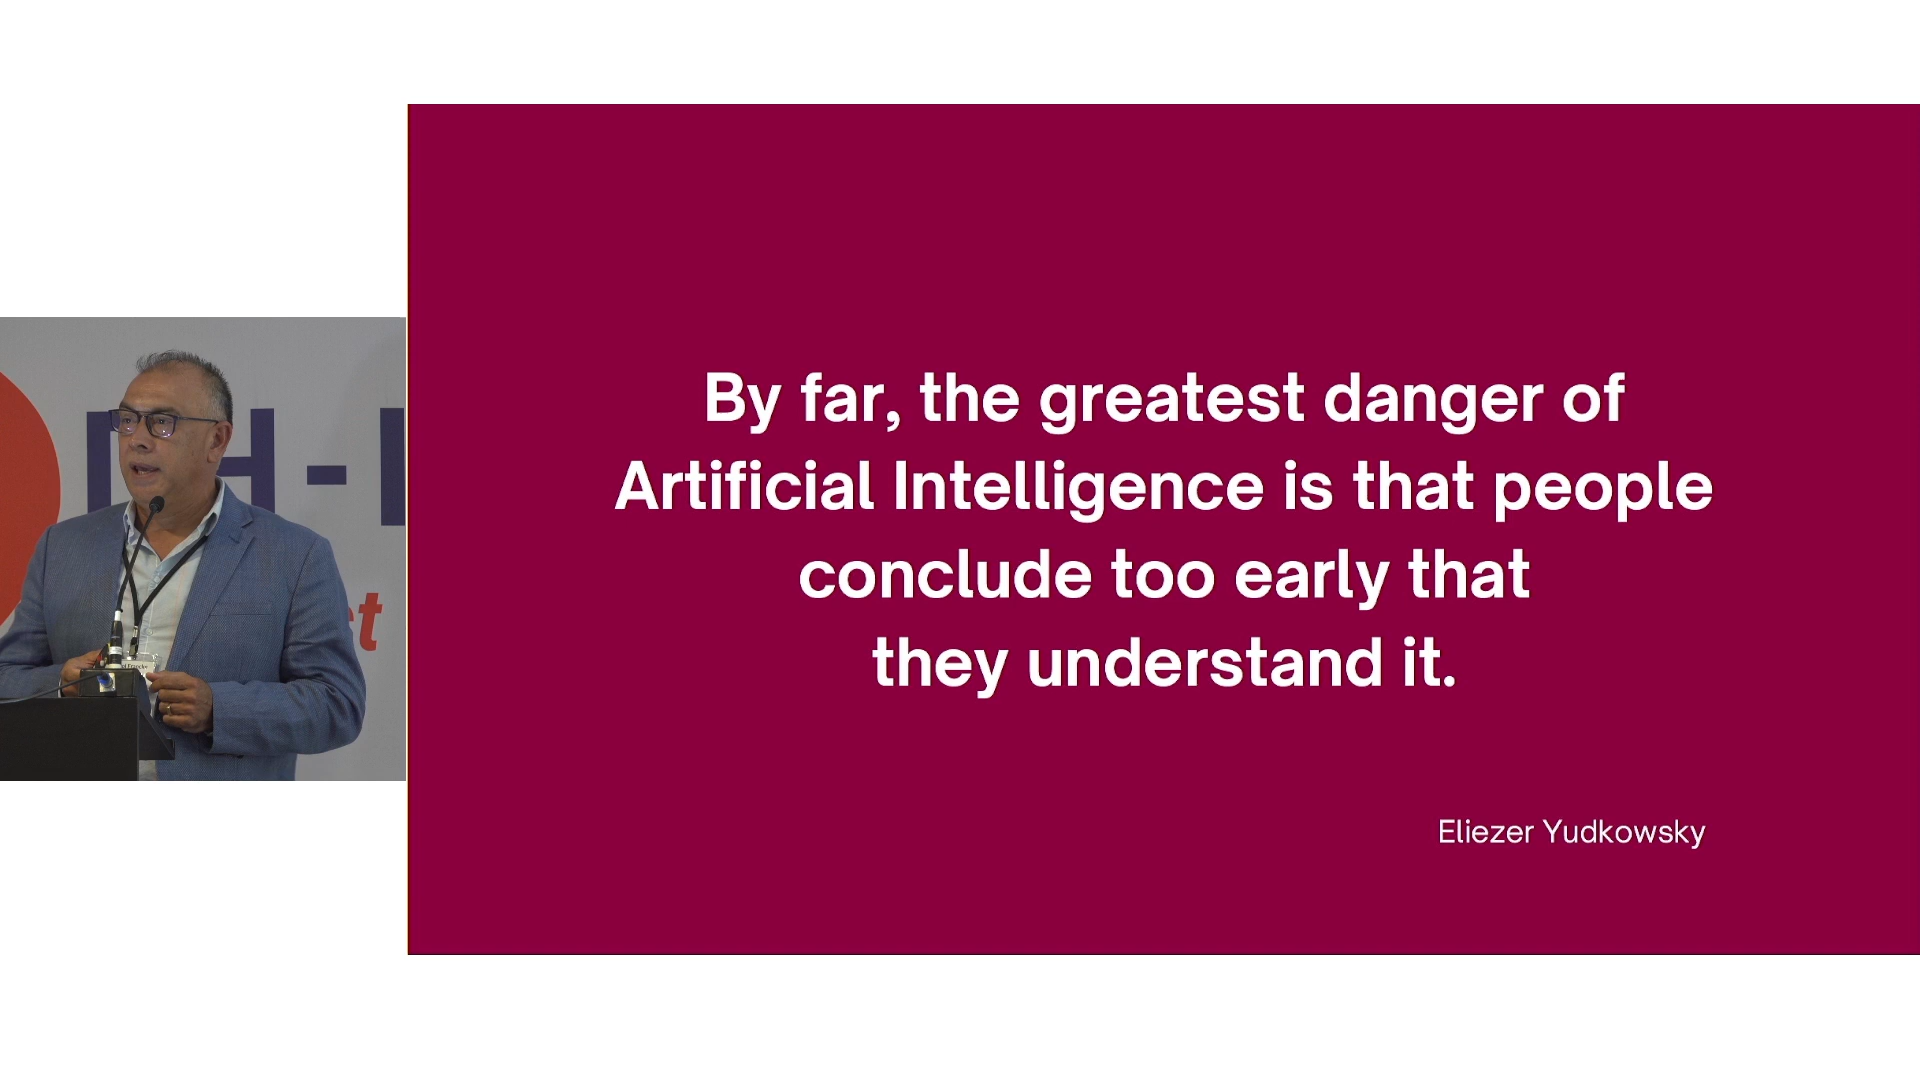 By far, the greatest danger of
Artificial Intelligence is that people
conclude too early that
they understand it.
Eliezer Yudkowsky